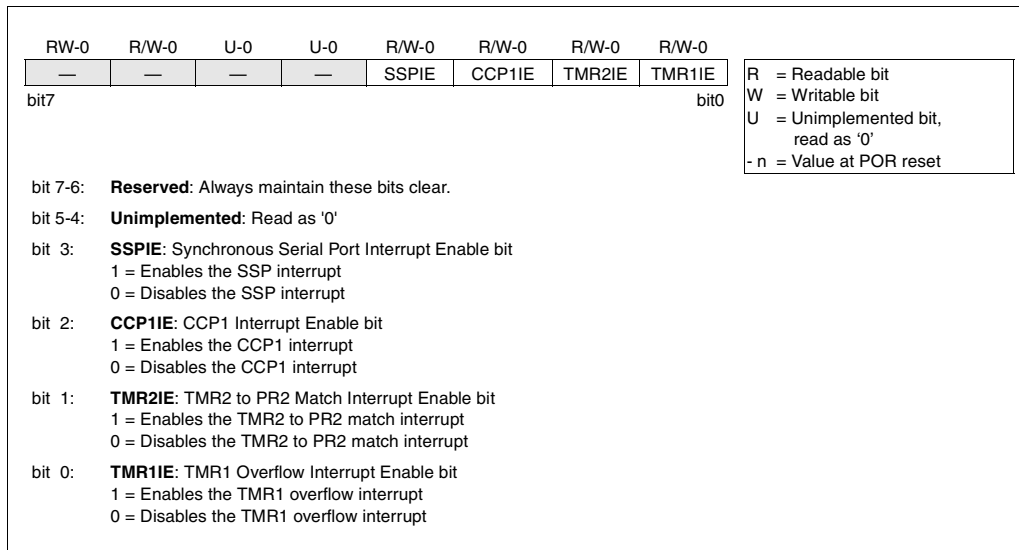 RW-0 R/W-0 U-0 U-0 R/W-0 R/W-0 R/W-0 R/W-0
— — — — SSPIE CCP1IE TMR2IE TMR1IE
bit7 bit0
R = Readable bit
W = Writable bit
U = Unimplemented bit,
read as ‘0’
- n = Value at POR reset
bit 7-6: Reserved: Always maintain these bits clear.
bit 5-4: Unimplemented: Read as '0'
bit 3: SSPIE: Synchronous Serial Port Interrupt Enable bit
1 = Enables the SSP interrupt
0 = Disables the SSP interrupt
bit 2: CCP1IE: CCP1 Interrupt Enable bit
1 = Enables the CCP1 interrupt
0 = Disables the CCP1 interrupt
bit 1: TMR2IE: TMR2 to PR2 Match Interrupt Enable bit
1 = Enables the TMR2 to PR2 match interrupt
0 = Disables the TMR2 to PR2 match interrupt
bit 0: TMR1IE: TMR1 Overflow Interrupt Enable bit
1 = Enables the TMR1 overflow interrupt
0 = Disables the TMR1 overflow interrupt